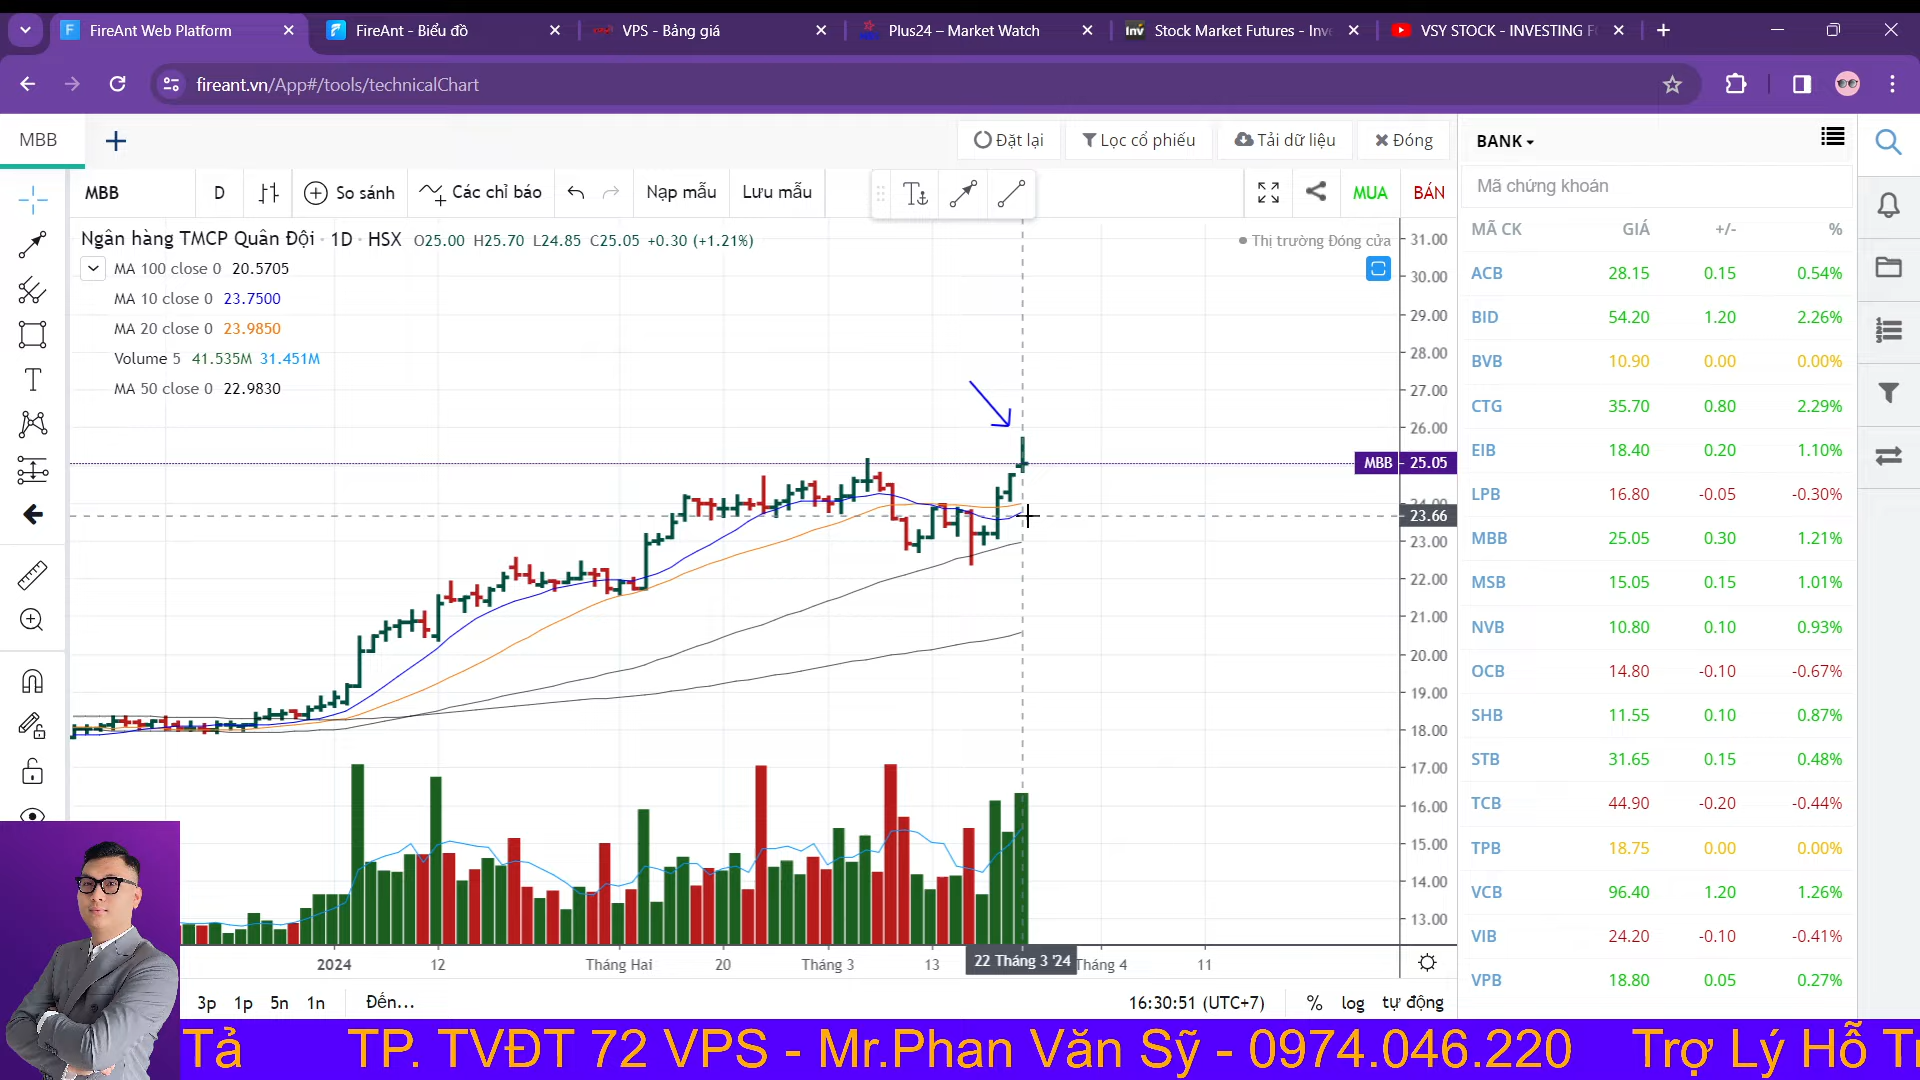 FireAnt Web Platform
FireAnt - Biểu đồ
VPS - Bảng giá
Plus24 – Market Watch
Stock Market Futures - Inve
VSY STOCK - INVESTING F
fireant.vn/App#/tools/technicalChart
MBB
Đặt lại
Lọc cổ phiếu
Tải dữ liệu
Đóng
MBB
D
So sánh
Các chỉ báo
Nạp mẫu
Lưu mẫu
MUA
BÁN
Ngân hàng TMCP Quân Đội · 1D · HSX O25.00 H25.70 L24.85 C25.05 +0.30 (+1.21%)
Thị trường Đóng cửa
MA 100 close 0 20.5705
MA 10 close 0 23.7500
MA 20 close 0 23.9850
Volume 5 41.535M 31.451M
MA 50 close 0 22.9830
31.00
30.00
29.00
28.00
27.00
26.00
MBB 25.05
24.00
23.66
23.00
22.00
21.00
20.00
19.00
18.00
17.00
16.00
15.00
14.00
13.00
2024
12
Tháng Hai
20
Tháng 3
13
22 Tháng 3 '24
Tháng 4
11
3p
1p
5n
1n
Đến...
16:30:51 (UTC+7)
%
log
tự động
BANK
Mã chứng khoán
MÃ CK GIÁ +/- %
ACB 28.15 0.15 0.54%
BID 54.20 1.20 2.26%
BVB 10.90 0.00 0.00%
CTG 35.70 0.80 2.29%
EIB 18.40 0.20 1.10%
LPB 16.80 -0.05 -0.30%
MBB 25.05 0.30 1.21%
MSB 15.05 0.15 1.01%
NVB 10.80 0.10 0.93%
OCB 14.80 -0.10 -0.67%
SHB 11.55 0.10 0.87%
STB 31.65 0.15 0.48%
TCB 44.90 -0.20 -0.44%
TPB 18.75 0.00 0.00%
VCB 96.40 1.20 1.26%
VIB 24.20 -0.10 -0.41%
VPB 18.80 0.05 0.27%
Tả TP. TVĐT 72 VPS - Mr.Phan Văn Sỹ - 0974.046.220 Trợ Lý Hỗ Tr